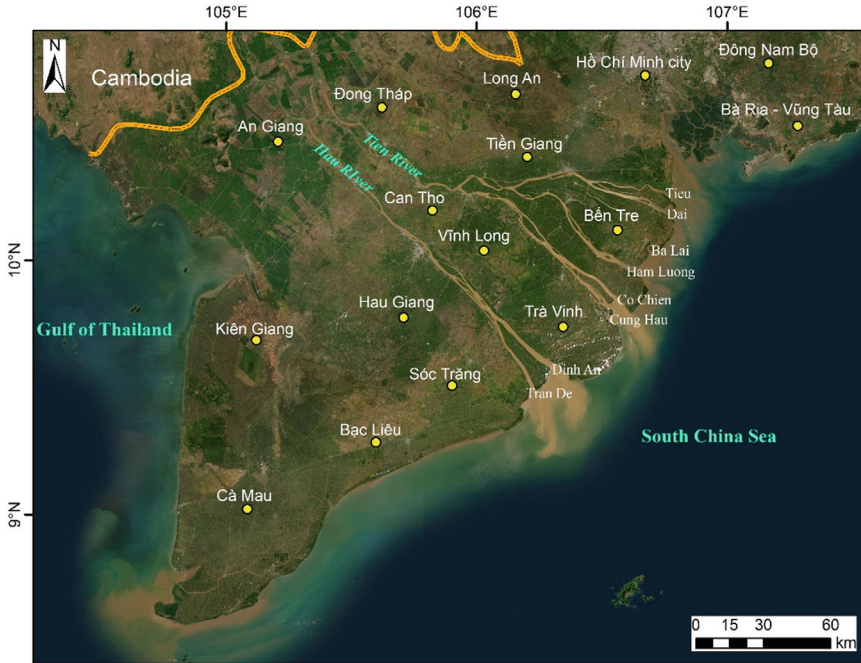 105°E 106°E 107°E
N
Cambodia
Đong Tháp
Long An
Hồ Chí Minh city
Đông Nam Bộ
Bà Rịa - Vũng Tàu
An Giang
Tien River
Hau RIver
Tiền Giang
Can Tho
Vĩnh Long
Bến Tre
Tieu
Dai
Ba Lai
Ham Luong
10°N
Co Chien
Cung Hau
Hau Giang
Trà Vinh
Gulf of Thailand
Kiên Giang
Sóc Trăng
Dinh An
Tran De
Bạc Liêu
South China Sea
Cà Mau
9°N
0 15 30 60
km